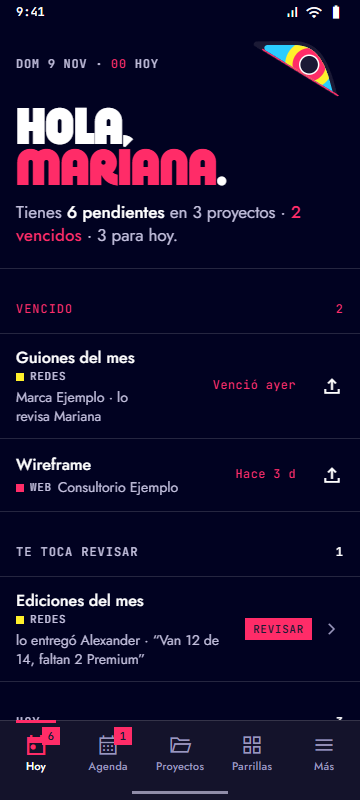 9:41
DOM 9 NOV · 00 HOY
HOLA,
MARIANA.
Tienes 6 pendientes en 3 proyectos · 2
vencidos · 3 para hoy.
VENCIDO 2
Guiones del mes
REDES
Marca Ejemplo · lo
revisa Mariana
Venció ayer
Wireframe
WEB Consultorio Ejemplo
Hace 3 d
TE TOCA REVISAR 1
Ediciones del mes
REDES
lo entregó Alexander · “Van 12 de
14, faltan 2 Premium”
REVISAR
HOY 3
6
1
Hoy
Agenda
Proyectos
Parrillas
Más